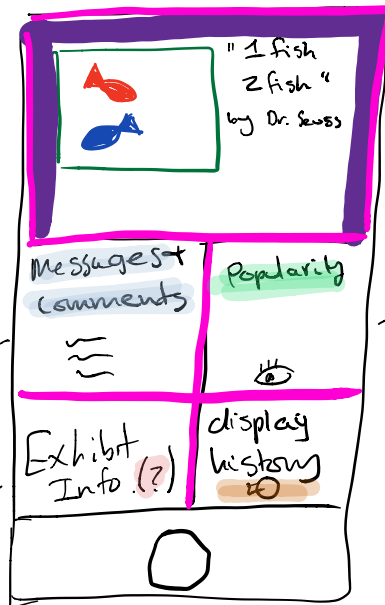 " 1 fish
2 fish "
by Dr. Seuss
Messages +
Comments
Popularity
Exhibit
Info. (?)
display
history